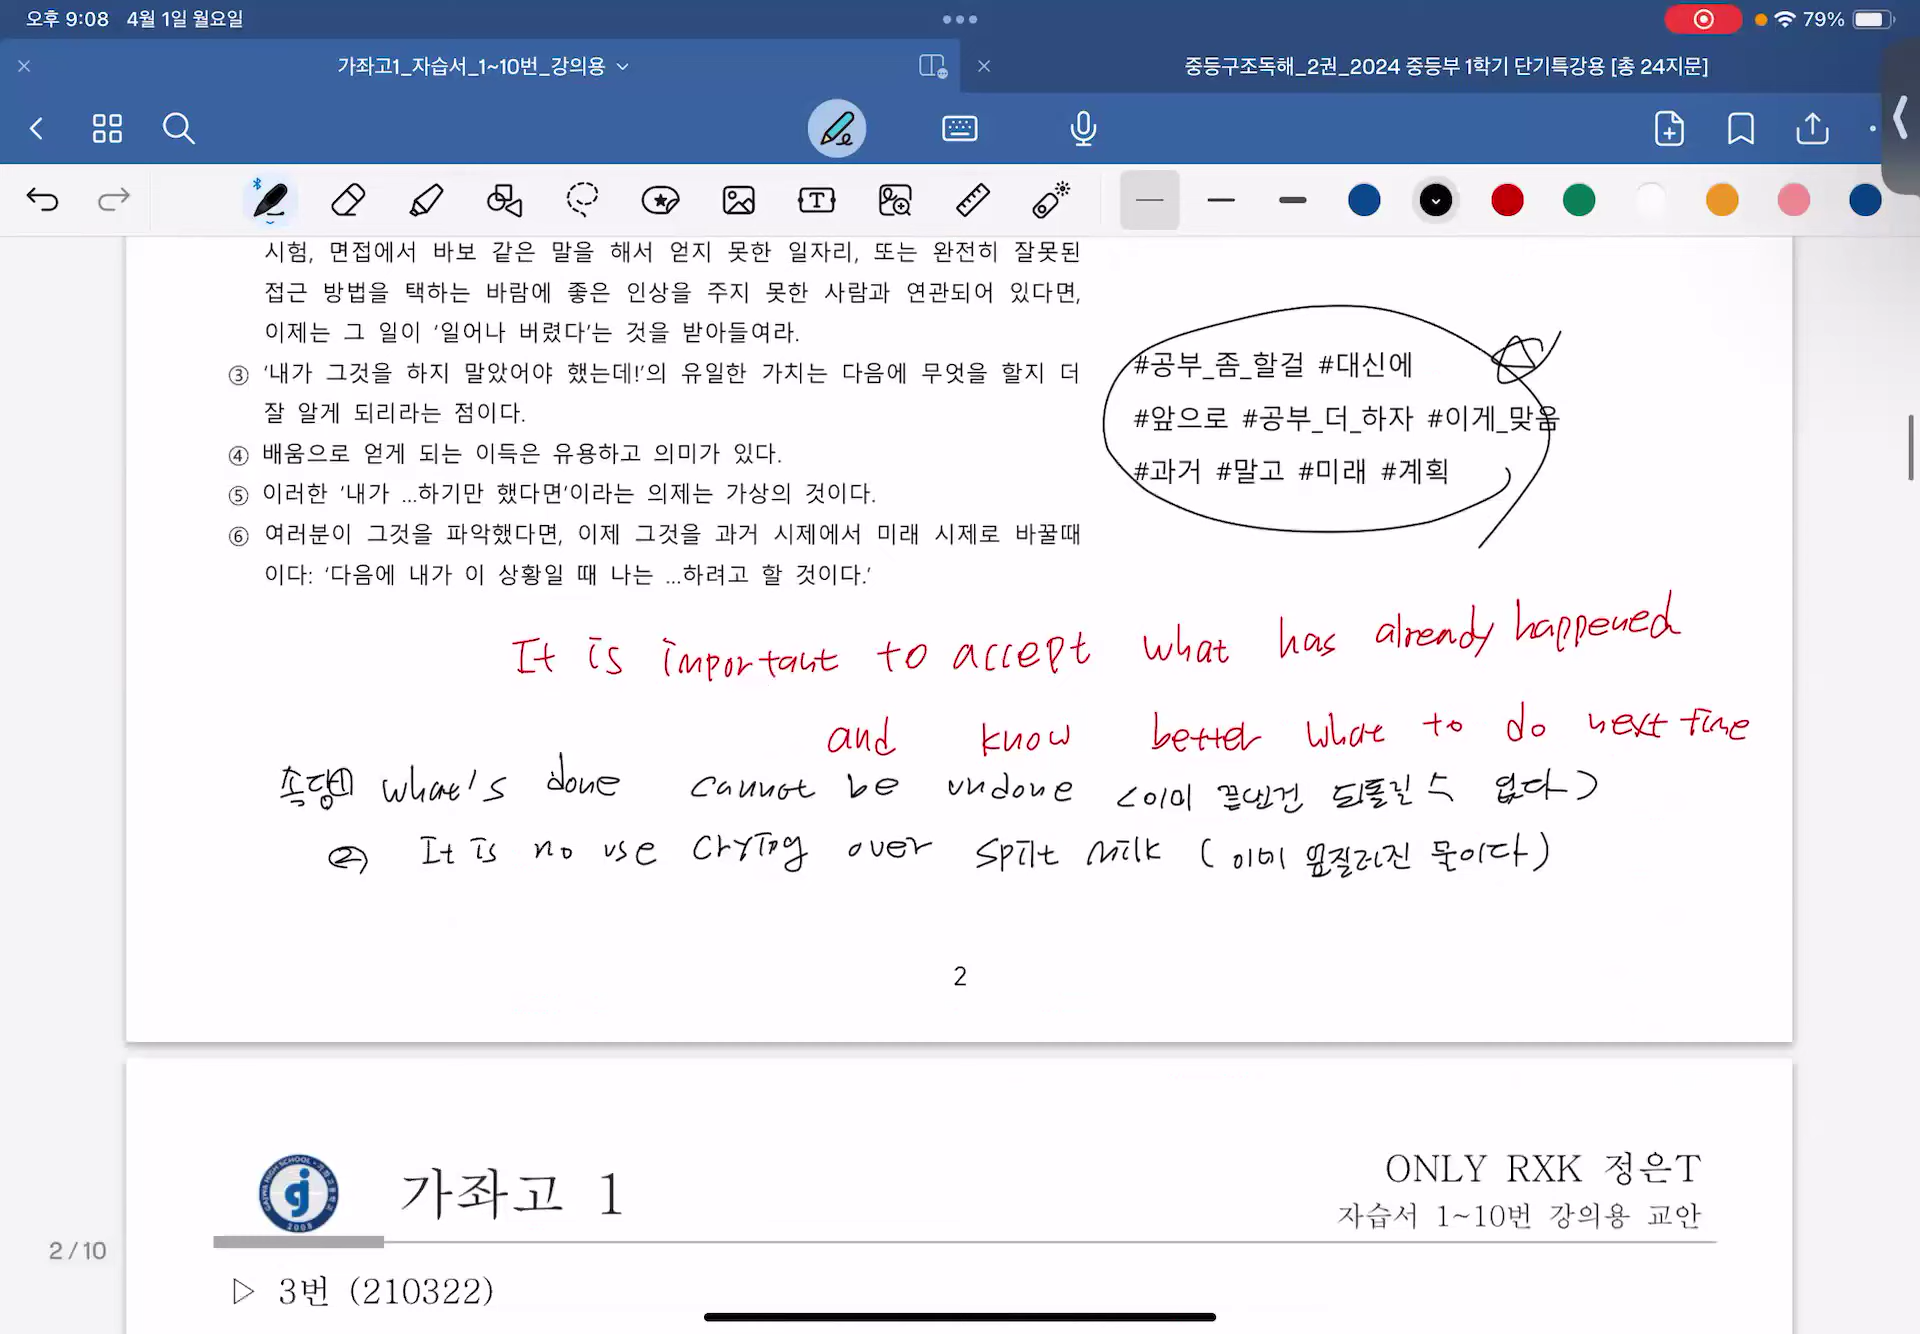 오후 9:08 4월 1일 월요일
79%
가좌고1_자습서_1~10번_강의용
중등구조독해_2권_2024 중등부 1학기 단기특강용 [총 24지문]
시험, 면접에서 바보 같은 말을 해서 얻지 못한 일자리, 또는 완전히 잘못된
접근 방법을 택하는 바람에 좋은 인상을 주지 못한 사람과 연관되어 있다면,
이제는 그 일이 ‘일어나 버렸다’는 것을 받아들여라.
③ ‘내가 그것을 하지 말았어야 했는데!’의 유일한 가치는 다음에 무엇을 할지 더
잘 알게 되리라는 점이다.
④ 배움으로 얻게 되는 이득은 유용하고 의미가 있다.
⑤ 이러한 ‘내가 ...하기만 했다면’이라는 의제는 가상의 것이다.
⑥ 여러분이 그것을 파악했다면, 이제 그것을 과거 시제에서 미래 시제로 바꿀때
이다: ‘다음에 내가 이 상황일 때 나는 ...하려고 할 것이다.’
#공부_좀_할걸 #대신에
#앞으로 #공부_더_하자 #이게_맞음
#과거 #말고 #미래 #계획
It is important to accept what has already happened
and know better what to do next time
속담① what's done cannot be undone (이미 끝난건 되돌릴 수 없다)
② It is no use crying over spilt milk (이미 엎질러진 물이다)
2
가좌고 1
ONLY RXK 정은T
자습서 1~10번 강의용 교안
2 / 10
▷ 3번 (210322)